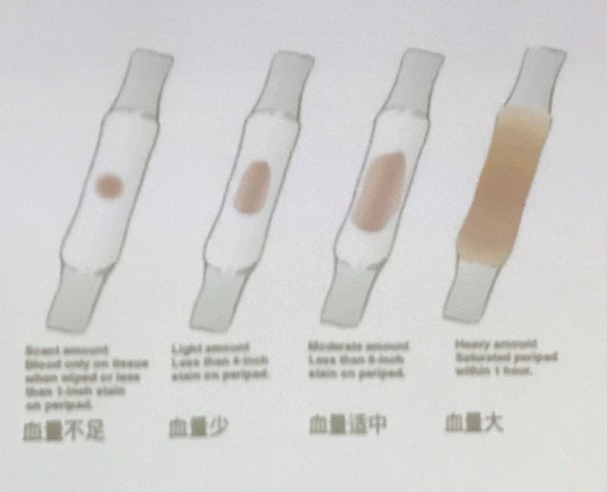 Scant amount
Blood only on tissue
when wiped or less
than 1-inch stain
on peripad.
血量不足
Light amount
Less than 4-inch
stain on peripad.
血量少
Moderate amount
Less than 6-inch
stain on peripad.
血量适中
Heavy amount
Saturated peripad
within 1 hour.
血量大